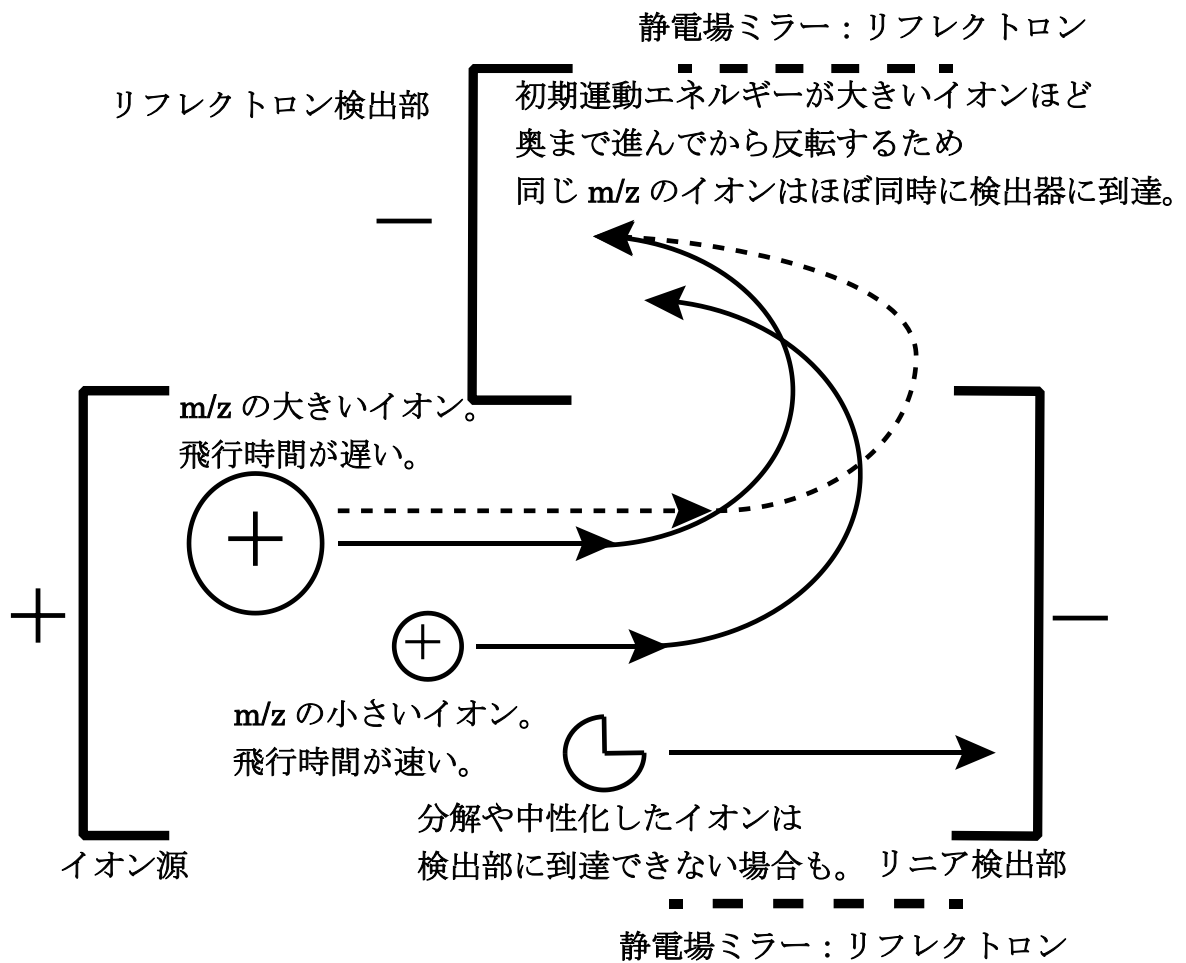 静電場ミラー：リフレクトロン
リフレクトロン検出部
初期運動エネルギーが大きいイオンほど
奥まで進んでから反転するため
同じ m/z のイオンはほぼ同時に検出器に到達。
−
m/z の大きいイオン。
飛行時間が遅い。
+
+
−
+
m/z の小さいイオン。
飛行時間が速い。
分解や中性化したイオンは
検出部に到達できない場合も。
イオン源
リニア検出部
静電場ミラー：リフレクトロン